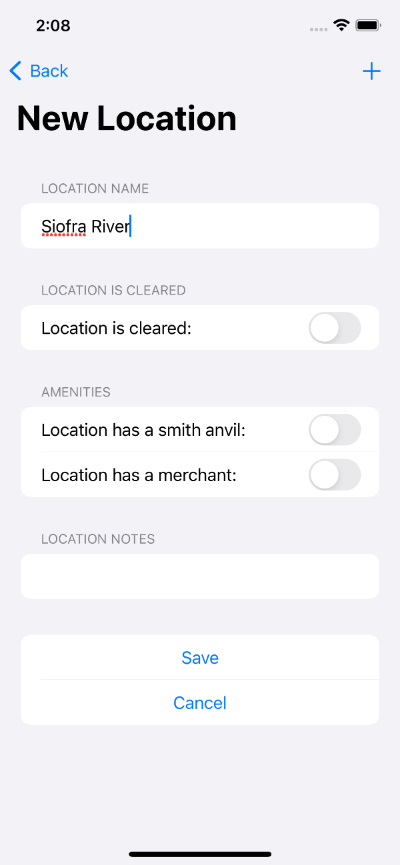 2:08
Back
New Location
LOCATION NAME
Siofra River
LOCATION IS CLEARED
Location is cleared:
AMENITIES
Location has a smith anvil:
Location has a merchant:
LOCATION NOTES
Save
Cancel